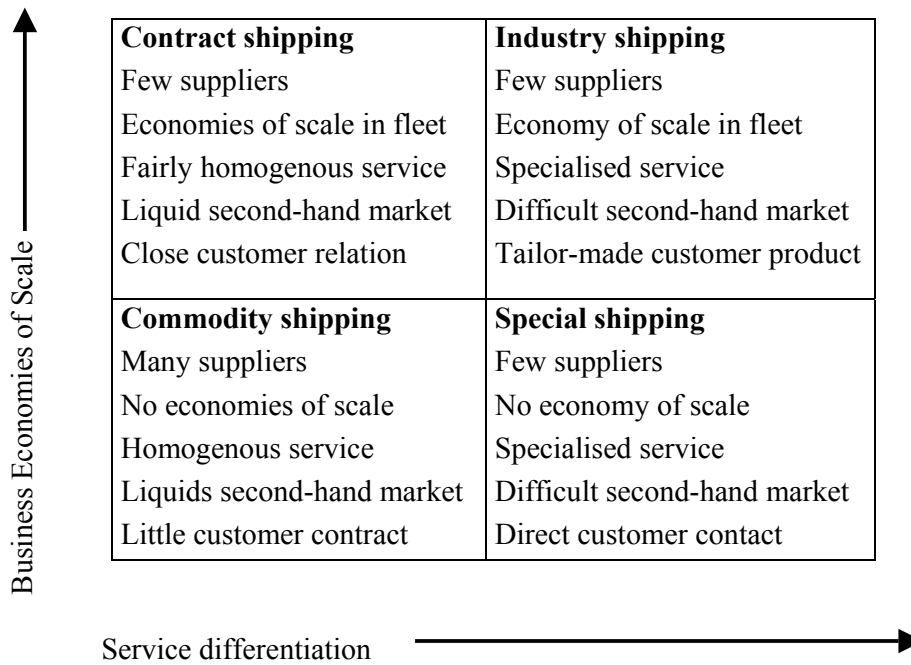 Business Economies of Scale
Contract shipping
Few suppliers
Economies of scale in fleet
Fairly homogenous service
Liquid second-hand market
Close customer relation
Industry shipping
Few suppliers
Economy of scale in fleet
Specialised service
Difficult second-hand market
Tailor-made customer product
Commodity shipping
Many suppliers
No economies of scale
Homogenous service
Liquids second-hand market
Little customer contract
Special shipping
Few suppliers
No economy of scale
Specialised service
Difficult second-hand market
Direct customer contact
Service differentiation